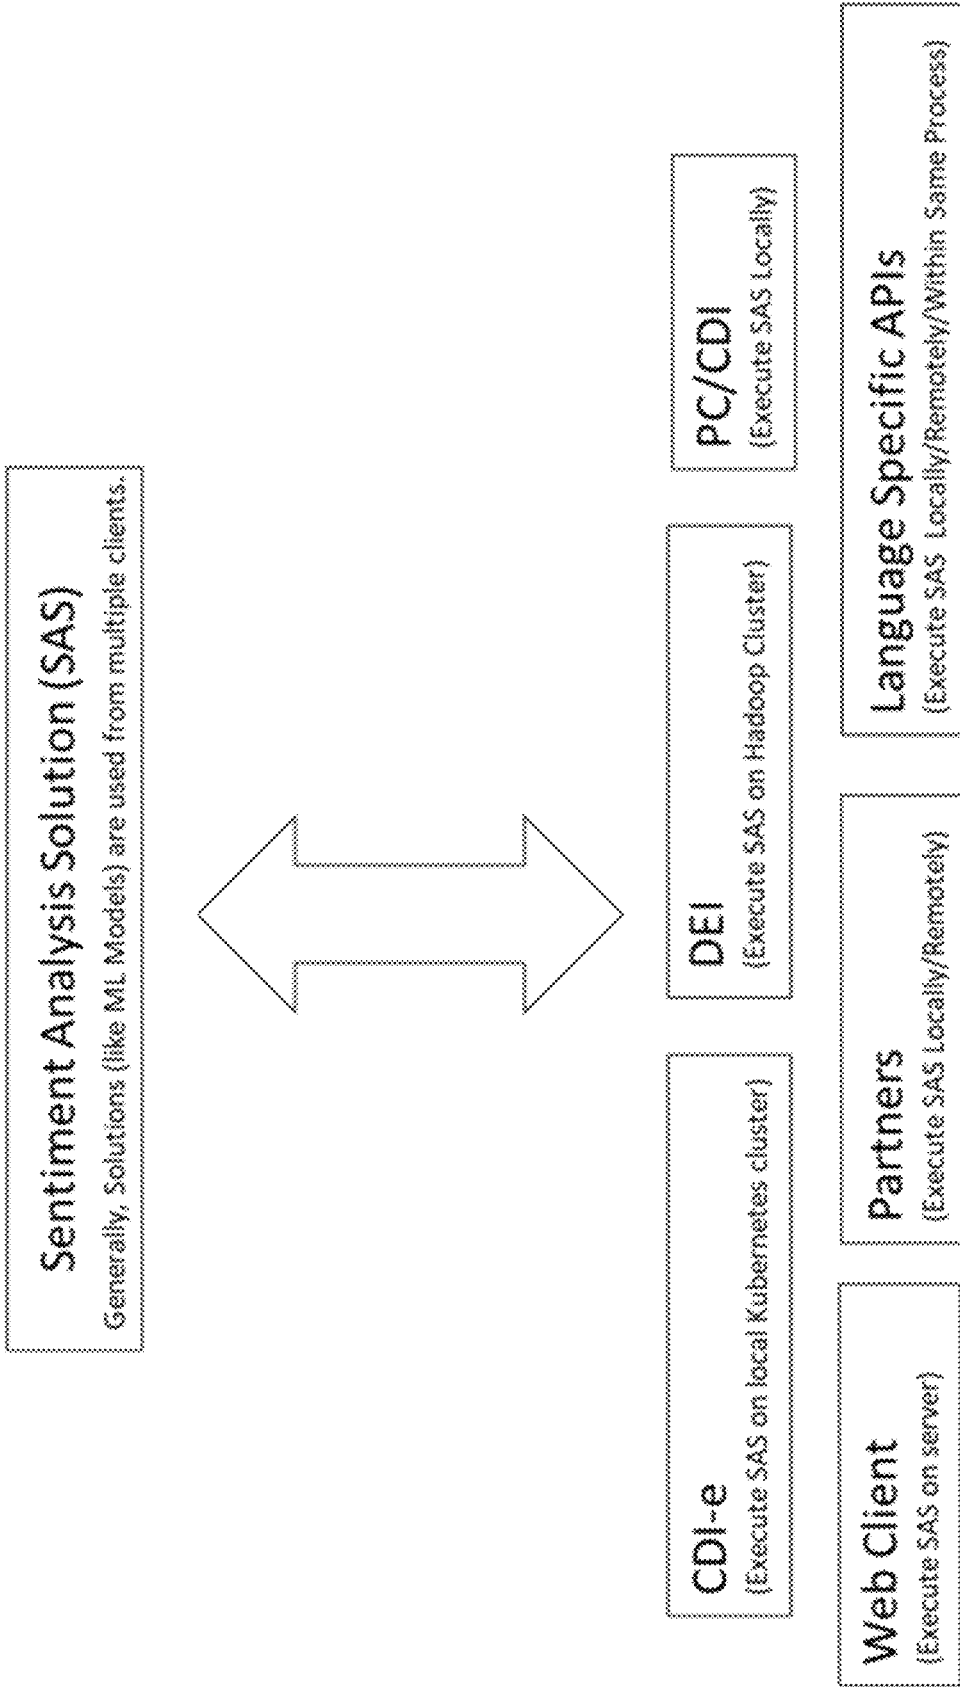 Sentiment Analysis Solution (SAS)
Generally, Solutions (like ML Models) are used from multiple clients.
CDI-e
(Execute SAS on local Kubernetes cluster)
DEI
(Execute SAS on Hadoop Cluster)
PC/CDI
(Execute SAS Locally)
Web Client
(Execute SAS on server)
Partners
(Execute SAS Locally/Remotely)
Language Specific APIs
(Execute SAS Locally/Remotely/Within Same Process)